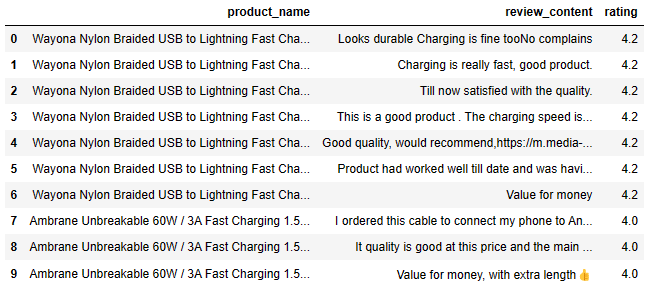 product_name review_content rating
0 Wayona Nylon Braided USB to Lightning Fast Cha... Looks durable Charging is fine tooNo complains 4.2
1 Wayona Nylon Braided USB to Lightning Fast Cha... Charging is really fast, good product. 4.2
2 Wayona Nylon Braided USB to Lightning Fast Cha... Till now satisfied with the quality. 4.2
3 Wayona Nylon Braided USB to Lightning Fast Cha... This is a good product . The charging speed is... 4.2
4 Wayona Nylon Braided USB to Lightning Fast Cha... Good quality, would recommend,https://m.media-... 4.2
5 Wayona Nylon Braided USB to Lightning Fast Cha... Product had worked well till date and was havi... 4.2
6 Wayona Nylon Braided USB to Lightning Fast Cha... Value for money 4.2
7 Ambrane Unbreakable 60W / 3A Fast Charging 1.5... I ordered this cable to connect my phone to An... 4.0
8 Ambrane Unbreakable 60W / 3A Fast Charging 1.5... It quality is good at this price and the main ... 4.0
9 Ambrane Unbreakable 60W / 3A Fast Charging 1.5... Value for money, with extra length👍 4.0